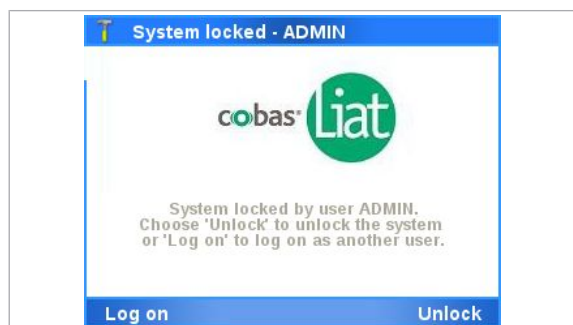 System locked - ADMIN
cobas® Liat
System locked by user ADMIN.
Choose 'Unlock' to unlock the system
or 'Log on' to log on as another user.
Log on Unlock